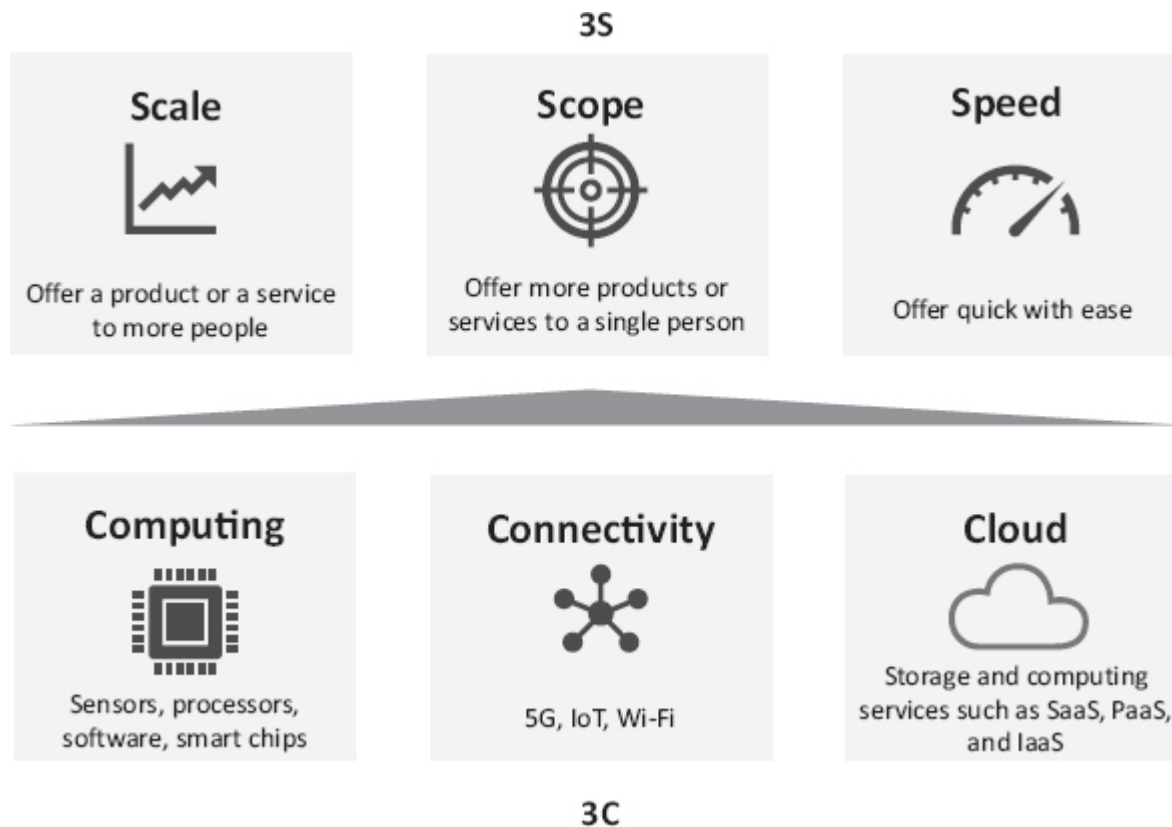 3S
Scale
Offer a product or a service
to more people
Scope
Offer more products or
services to a single person
Speed
Offer quick with ease
Computing
Sensors, processors,
software, smart chips
Connectivity
5G, IoT, Wi-Fi
Cloud
Storage and computing
services such as SaaS, PaaS,
and IaaS
3C